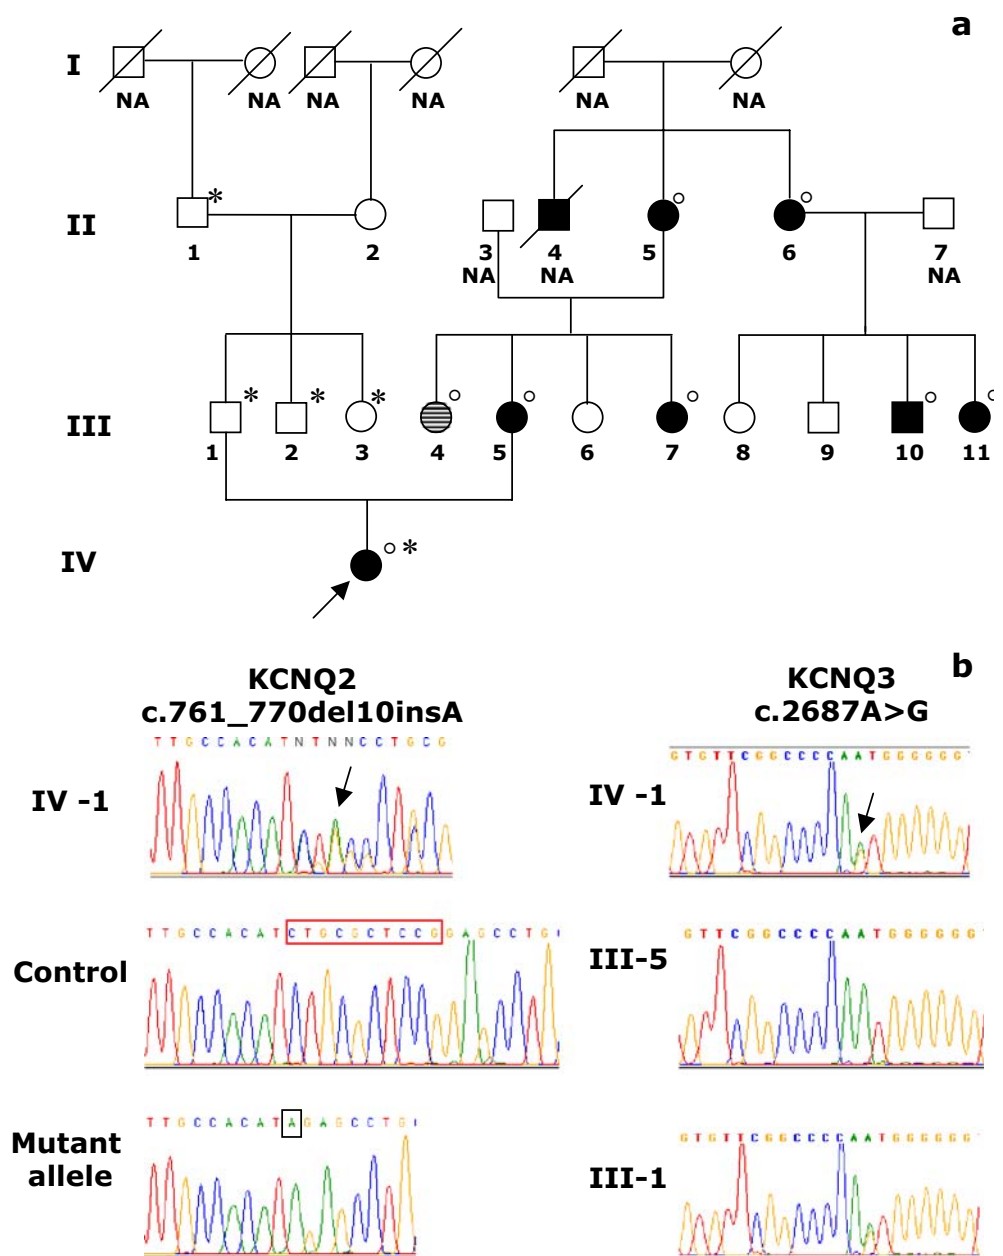 a
I
NA NA NA NA NA NA
* ° °
II
1 2 3 4 5 6 7
NA NA NA
* * * ° ° ° ° °
III
1 2 3 4 5 6 7 8 9 10 11
° *
IV
b
KCNQ2
c.761_770del10insA
KCNQ3
c.2687A>G
T T G C C A C A T N T N N C C T G C G
IV -1
G T G T T C G G C C C C A A T G G G G G G
IV -1
T T G C C A C A T C T G C G C T C C G G A G C C T G
Control
G T T C G G C C C C A A T G G G G G G
III-5
T T G C C A C A T A G A G C C T G
Mutant
allele
G T G T T C G G C C C C A A T G G G G G G
III-1